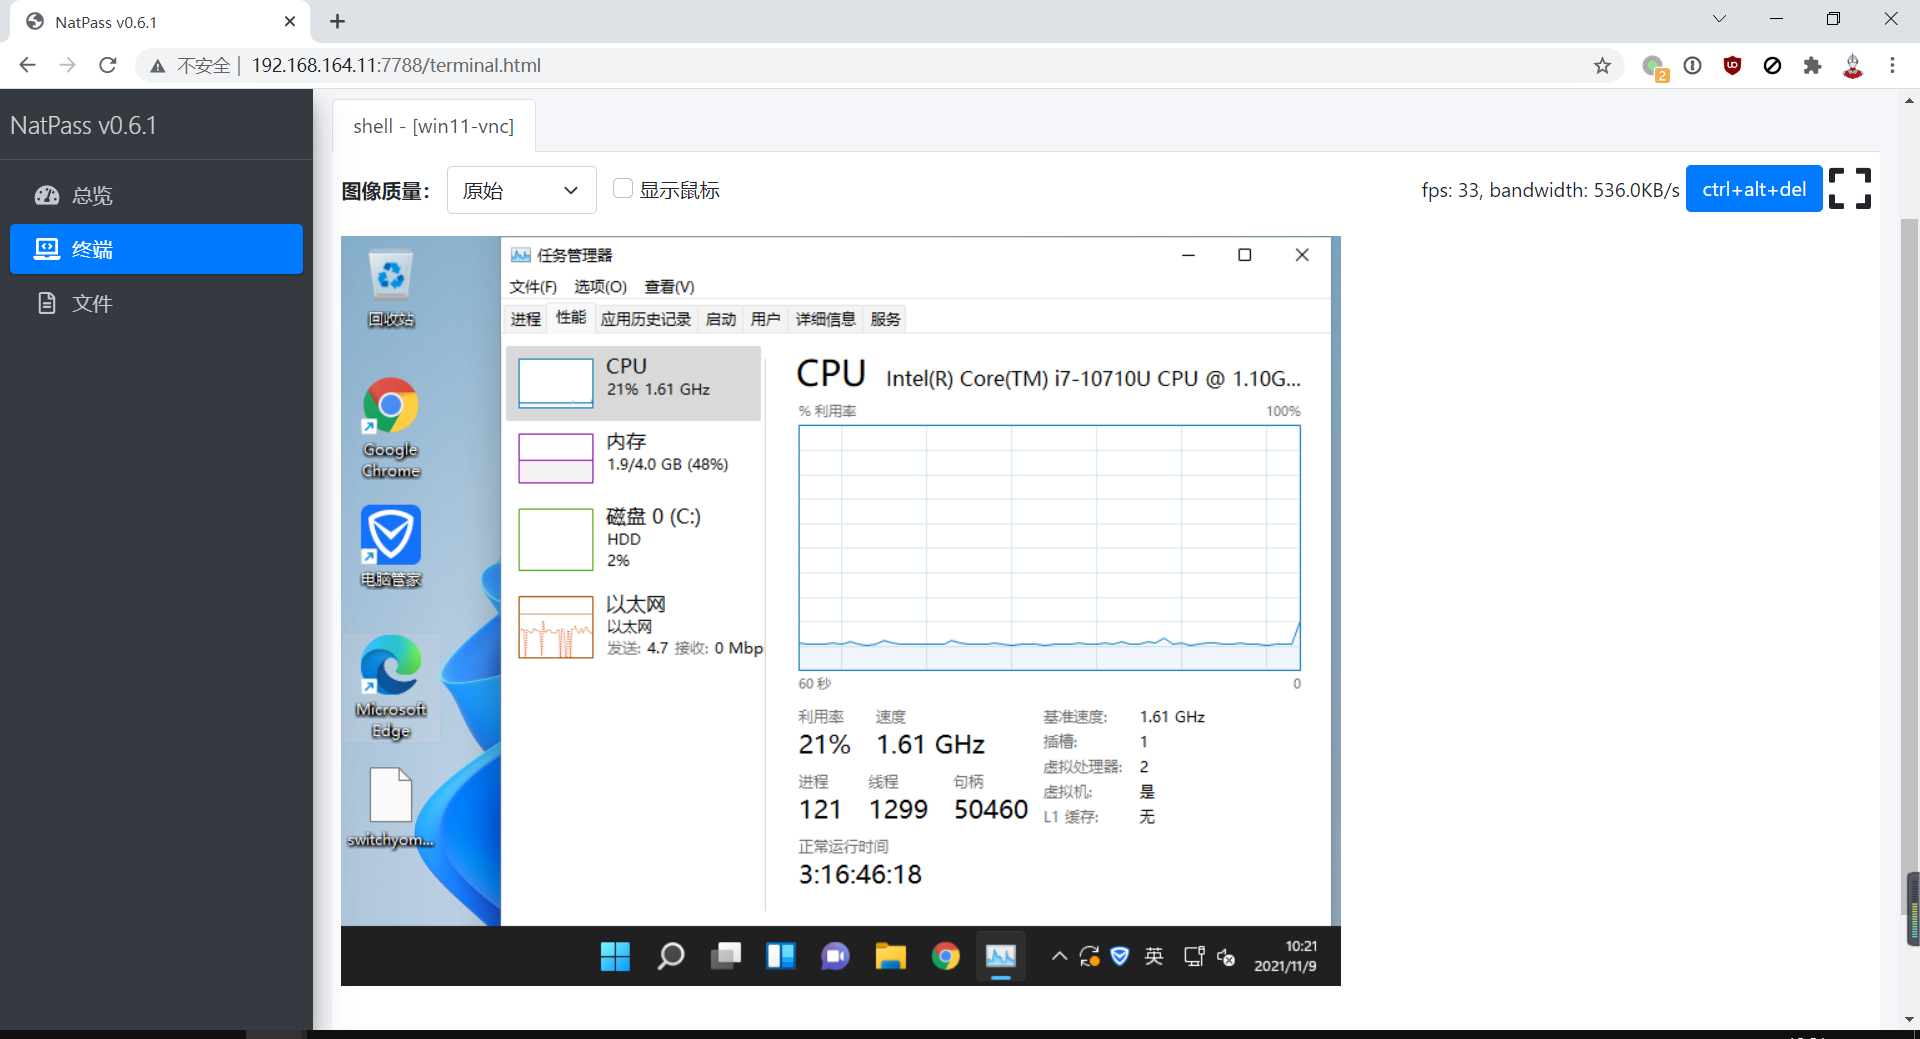 NatPass v0.6.1
不安全 | 192.168.164.11:7788/terminal.html
2
NatPass v0.6.1
总览
终端
文件
shell - [win11-vnc]
图像质量: 原始 显示鼠标 fps: 33, bandwidth: 536.0KB/s ctrl+alt+del
回收站
Google
Chrome
电脑管家
Microsoft
Edge
switchyom...
任务管理器
文件(F) 选项(O) 查看(V)
进程 性能 应用历史记录 启动 用户 详细信息 服务
CPU
21% 1.61 GHz
内存
1.9/4.0 GB (48%)
磁盘 0 (C:)
HDD
2%
以太网
以太网
发送: 4.7 接收: 0 Mbp
CPU Intel(R) Core(TM) i7-10710U CPU @ 1.10G...
% 利用率 100%
60 秒 0
利用率 速度
21% 1.61 GHz
进程 线程 句柄
121 1299 50460
正常运行时间
3:16:46:18
基准速度: 1.61 GHz
插槽: 1
虚拟处理器: 2
虚拟机: 是
L1 缓存: 无
英
10:21
2021/11/9